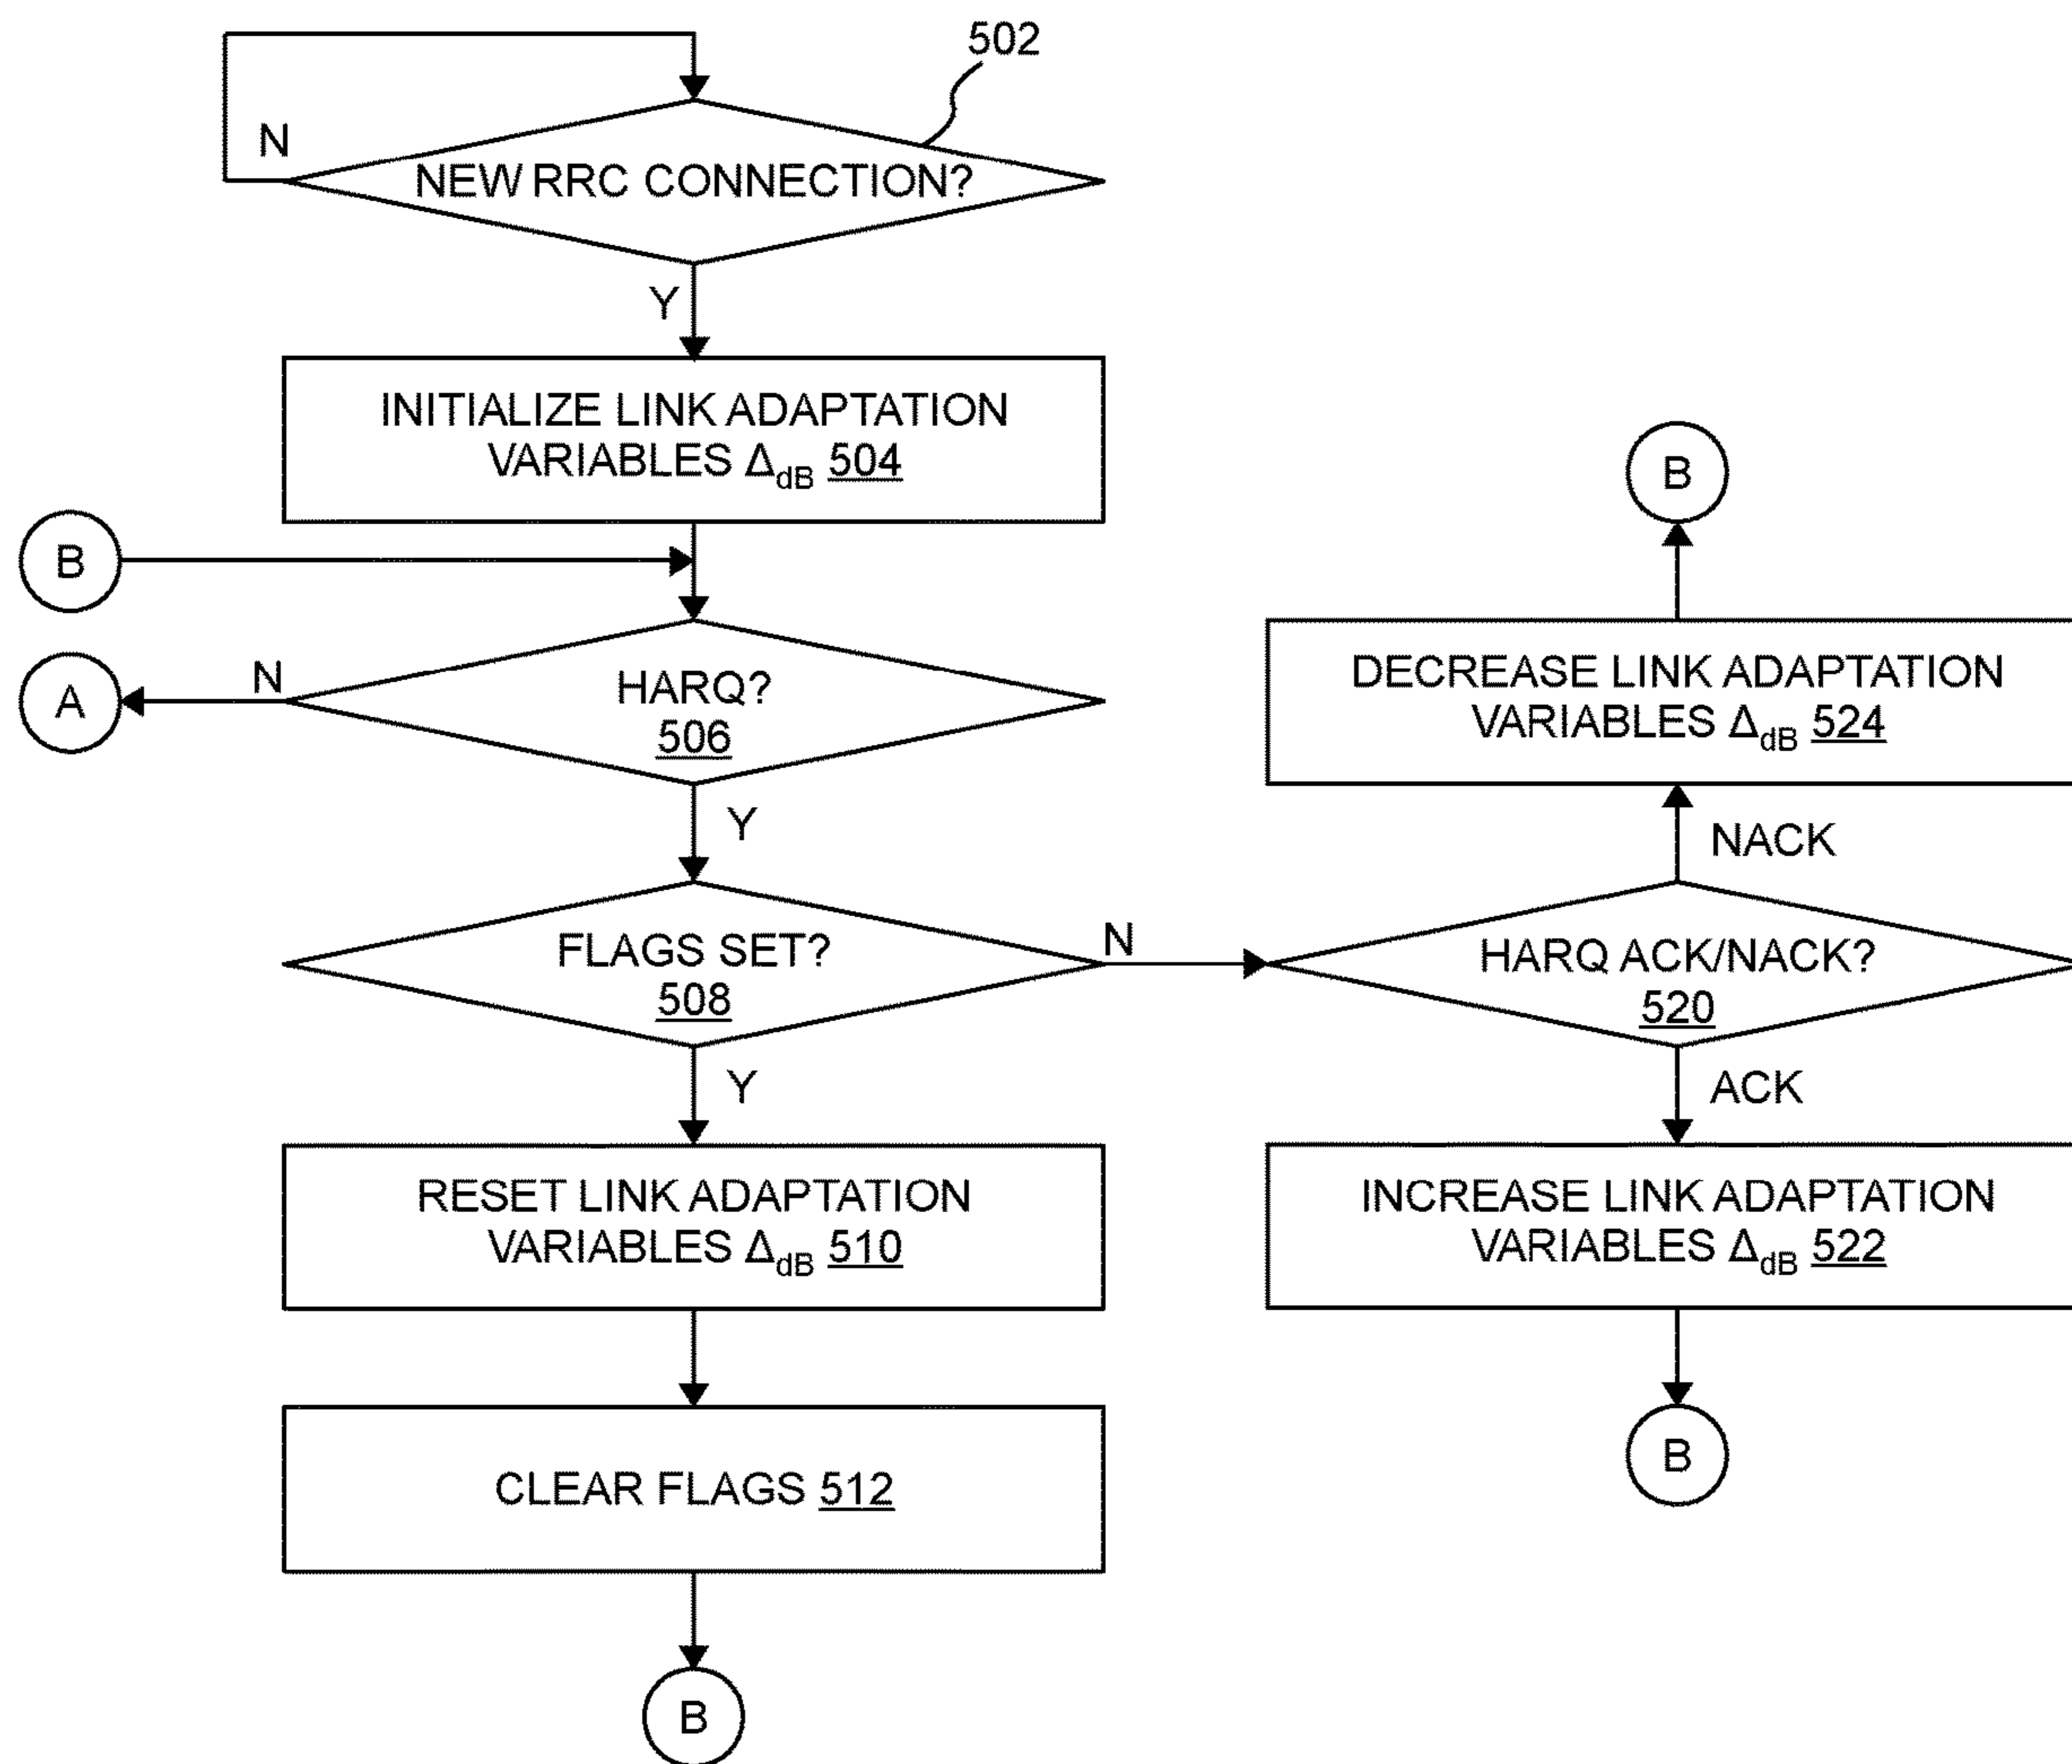 502
N
NEW RRC CONNECTION?
Y
INITIALIZE LINK ADAPTATION
VARIABLES ΔdB 504
B
B
A
N
HARQ?
506
DECREASE LINK ADAPTATION
VARIABLES ΔdB 524
Y
NACK
FLAGS SET?
508
N
HARQ ACK/NACK?
520
Y
ACK
RESET LINK ADAPTATION
VARIABLES ΔdB 510
INCREASE LINK ADAPTATION
VARIABLES ΔdB 522
CLEAR FLAGS 512
B
B